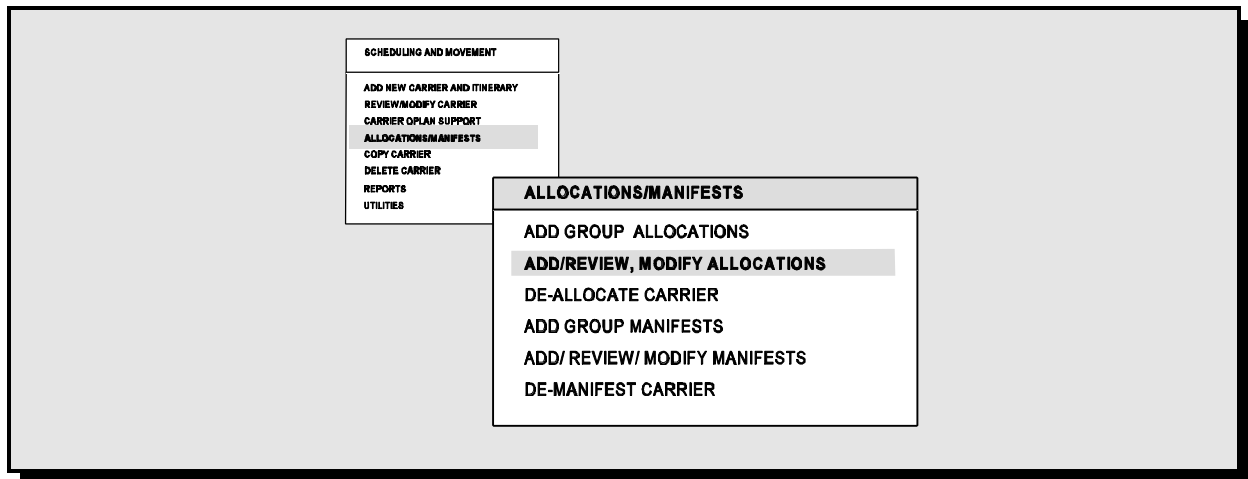 SCHEDULING AND MOVEMENT
ADD NEW CARRIER AND ITINERARY
REVIEW/MODIFY CARRIER
CARRIER OPLAN SUPPORT
ALLOCATIONS/MANIFESTS
COPY CARRIER
DELETE CARRIER
REPORTS
UTILITIES
ALLOCATIONS/MANIFESTS
ADD GROUP ALLOCATIONS
ADD/REVIEW, MODIFY ALLOCATIONS
DE-ALLOCATE CARRIER
ADD GROUP MANIFESTS
ADD/ REVIEW/ MODIFY MANIFESTS
DE-MANIFEST CARRIER